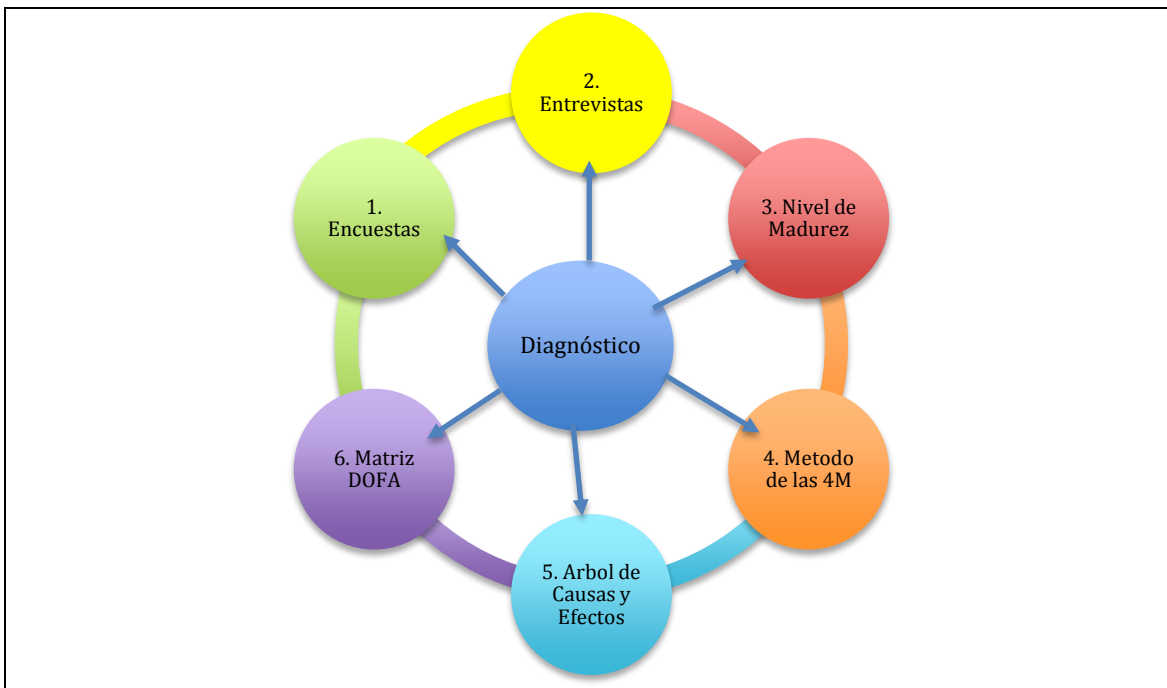 1.
Encuestas
2.
Entrevistas
3. Nivel de
Madurez
4. Metodo
de las 4M
5. Arbol de
Causas y
Efectos
6. Matriz
DOFA
Diagnóstico